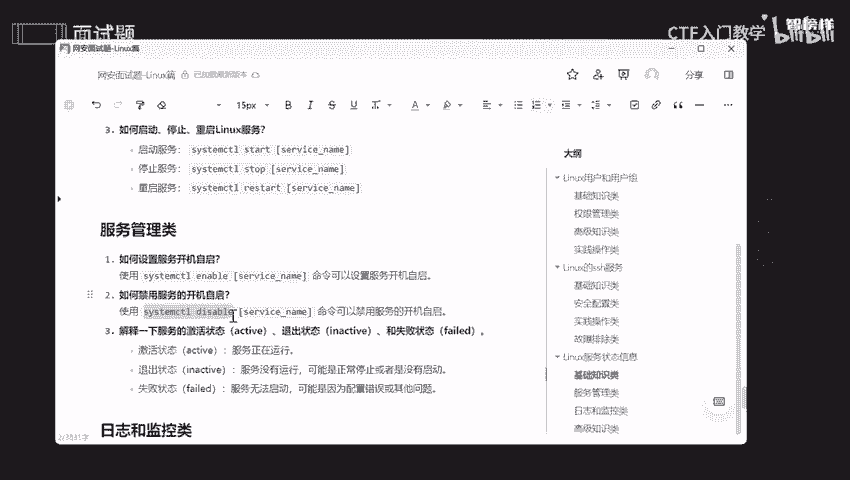 面试题
CTF入门教学
智榜样
bilibili
网安面试题-Linux篇
网安面试题-Linux篇
已加载最新版本
分享
15px
B I S U T A
3. 如何启动、停止、重启Linux服务?
启动服务: systemctl start [service_name]
停止服务: systemctl stop [service_name]
重启服务: systemctl restart [service_name]
服务管理类
1. 如何设置服务开机自启?
使用 systemctl enable [service_name] 命令可以设置服务开机自启。
2. 如何禁用服务的开机自启?
使用 systemctl disable [service_name] 命令可以禁用服务的开机自启。
3. 解释一下服务的激活状态(active)、退出状态(inactive)、和失败状态(failed)。
激活状态(active):服务正在运行。
退出状态(inactive):服务没有运行,可能是正常停止或者是没有启动。
失败状态(failed):服务无法启动,可能是因为配置错误或其他问题。
日志和监控类
大纲
Linux用户和用户组
基础知识类
权限管理类
高级知识类
实践操作类
Linux的ssh服务
基础知识类
安全配置类
实践操作类
故障排除类
Linux服务状态信息
基础知识类
服务管理类
日志和监控类
高级知识类